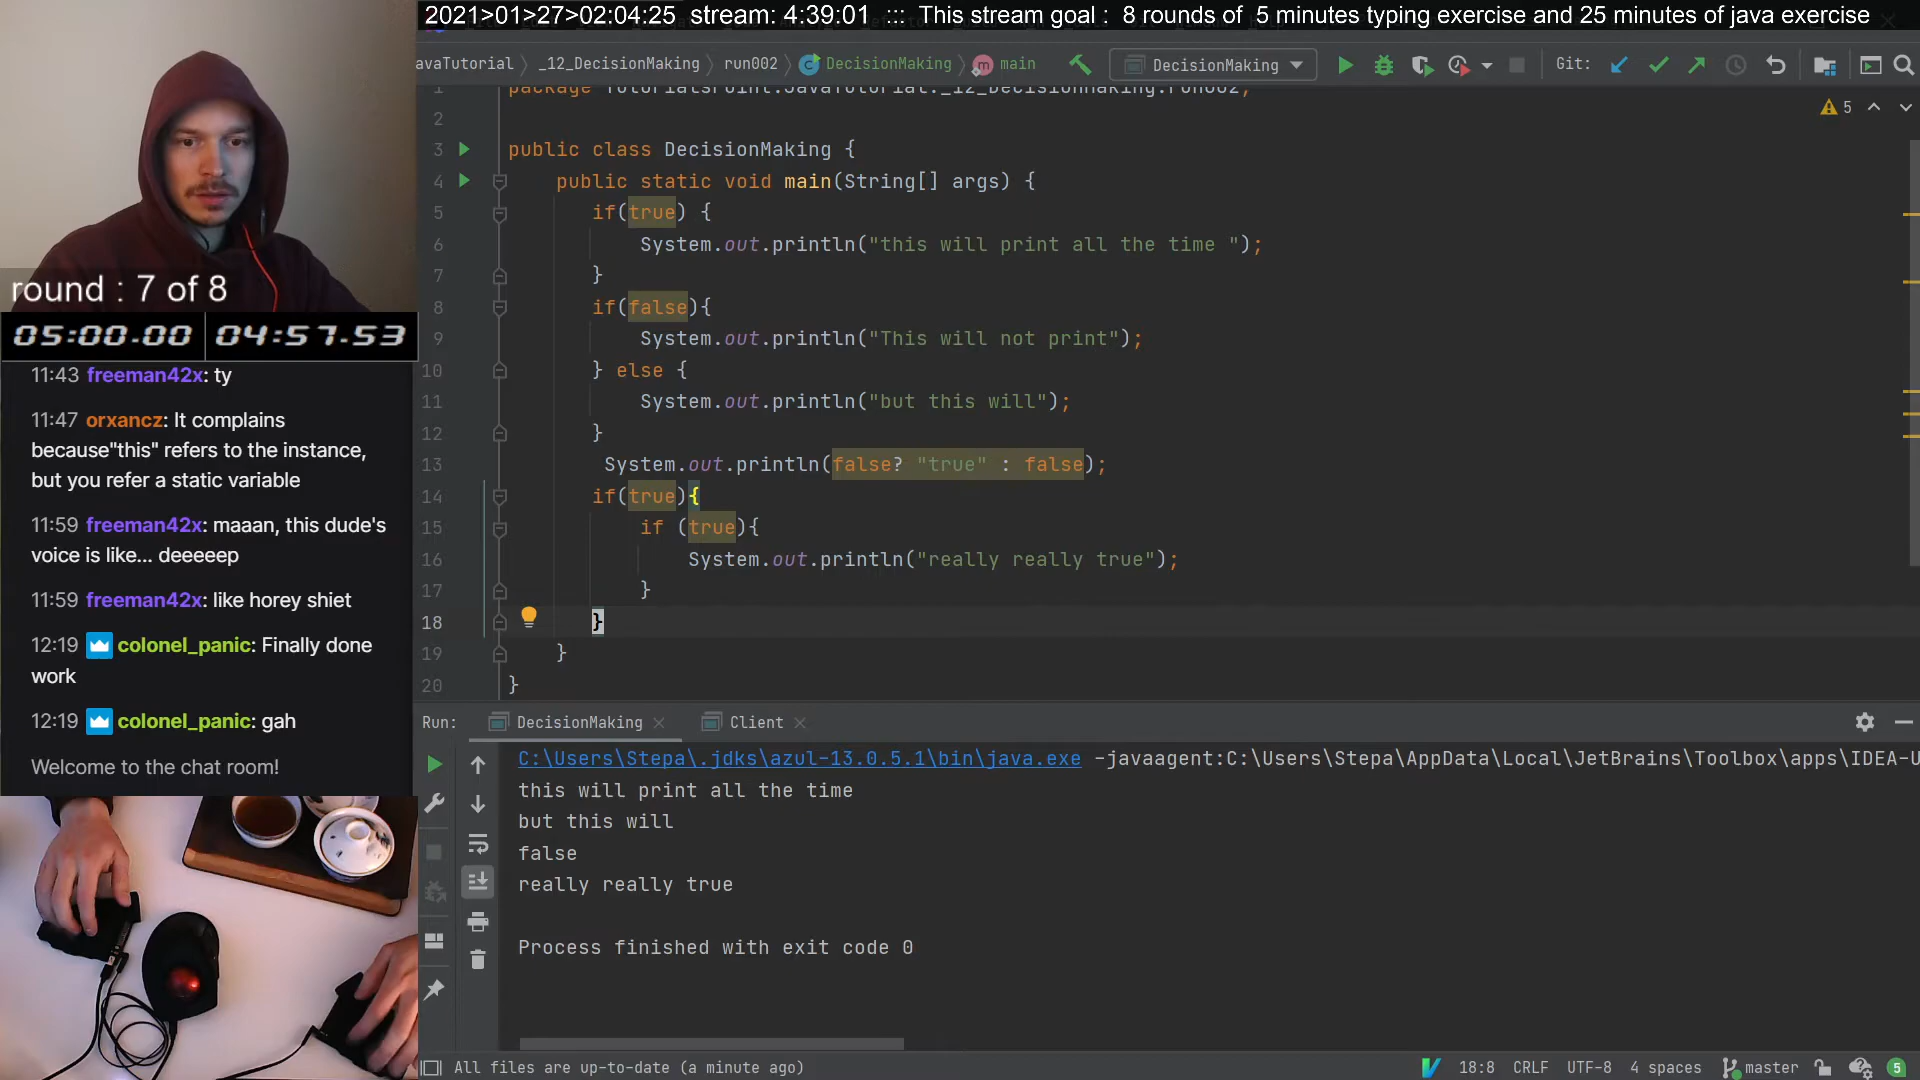 2021>01>27>02:04:25 stream: 4:39:01 ::: This stream goal : 8 rounds of 5 minutes typing exercise and 25 minutes of java exercise
avaTutorial 〉 _12_DecisionMaking 〉 run002 〉 DecisionMaking 〉 main
DecisionMaking
Git:
1 package TutorialsPoint.JavaTutorial._12_DecisionMaking.run002;
5
2
3 public class DecisionMaking {
4 public static void main(String[] args) {
5 if(true) {
6 System.out.println("this will print all the time ");
7 }
8 if(false){
9 System.out.println("This will not print");
10 } else {
11 System.out.println("but this will");
12 }
13 System.out.println(false? "true" : false);
14 if(true){
15 if (true){
16 System.out.println("really really true");
17 }
18 }
19 }
20 }
round : 7 of 8
05:00.00 04:57.53
11:43 freeman42x: ty
11:47 orxancz: It complains
because"this" refers to the instance,
but you refer a static variable
11:59 freeman42x: maaan, this dude's
voice is like... deeeeep
11:59 freeman42x: like horey shiet
12:19 colonel_panic: Finally done
work
12:19 colonel_panic: gah
Welcome to the chat room!
Run: DecisionMaking Client
C:\Users\Stepa\.jdks\azul-13.0.5.1\bin\java.exe -javaagent:C:\Users\Stepa\AppData\Local\JetBrains\Toolbox\apps\IDEA-U
this will print all the time
but this will
false
really really true
Process finished with exit code 0
All files are up-to-date (a minute ago)
18:8 CRLF UTF-8 4 spaces master 5